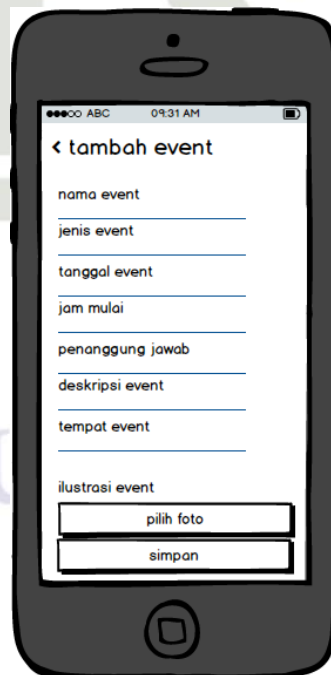 ABC 09:31 AM
< tambah event
nama event
jenis event
tanggal event
jam mulai
penanggung jawab
deskripsi event
tempat event
ilustrasi event
pilih foto
simpan